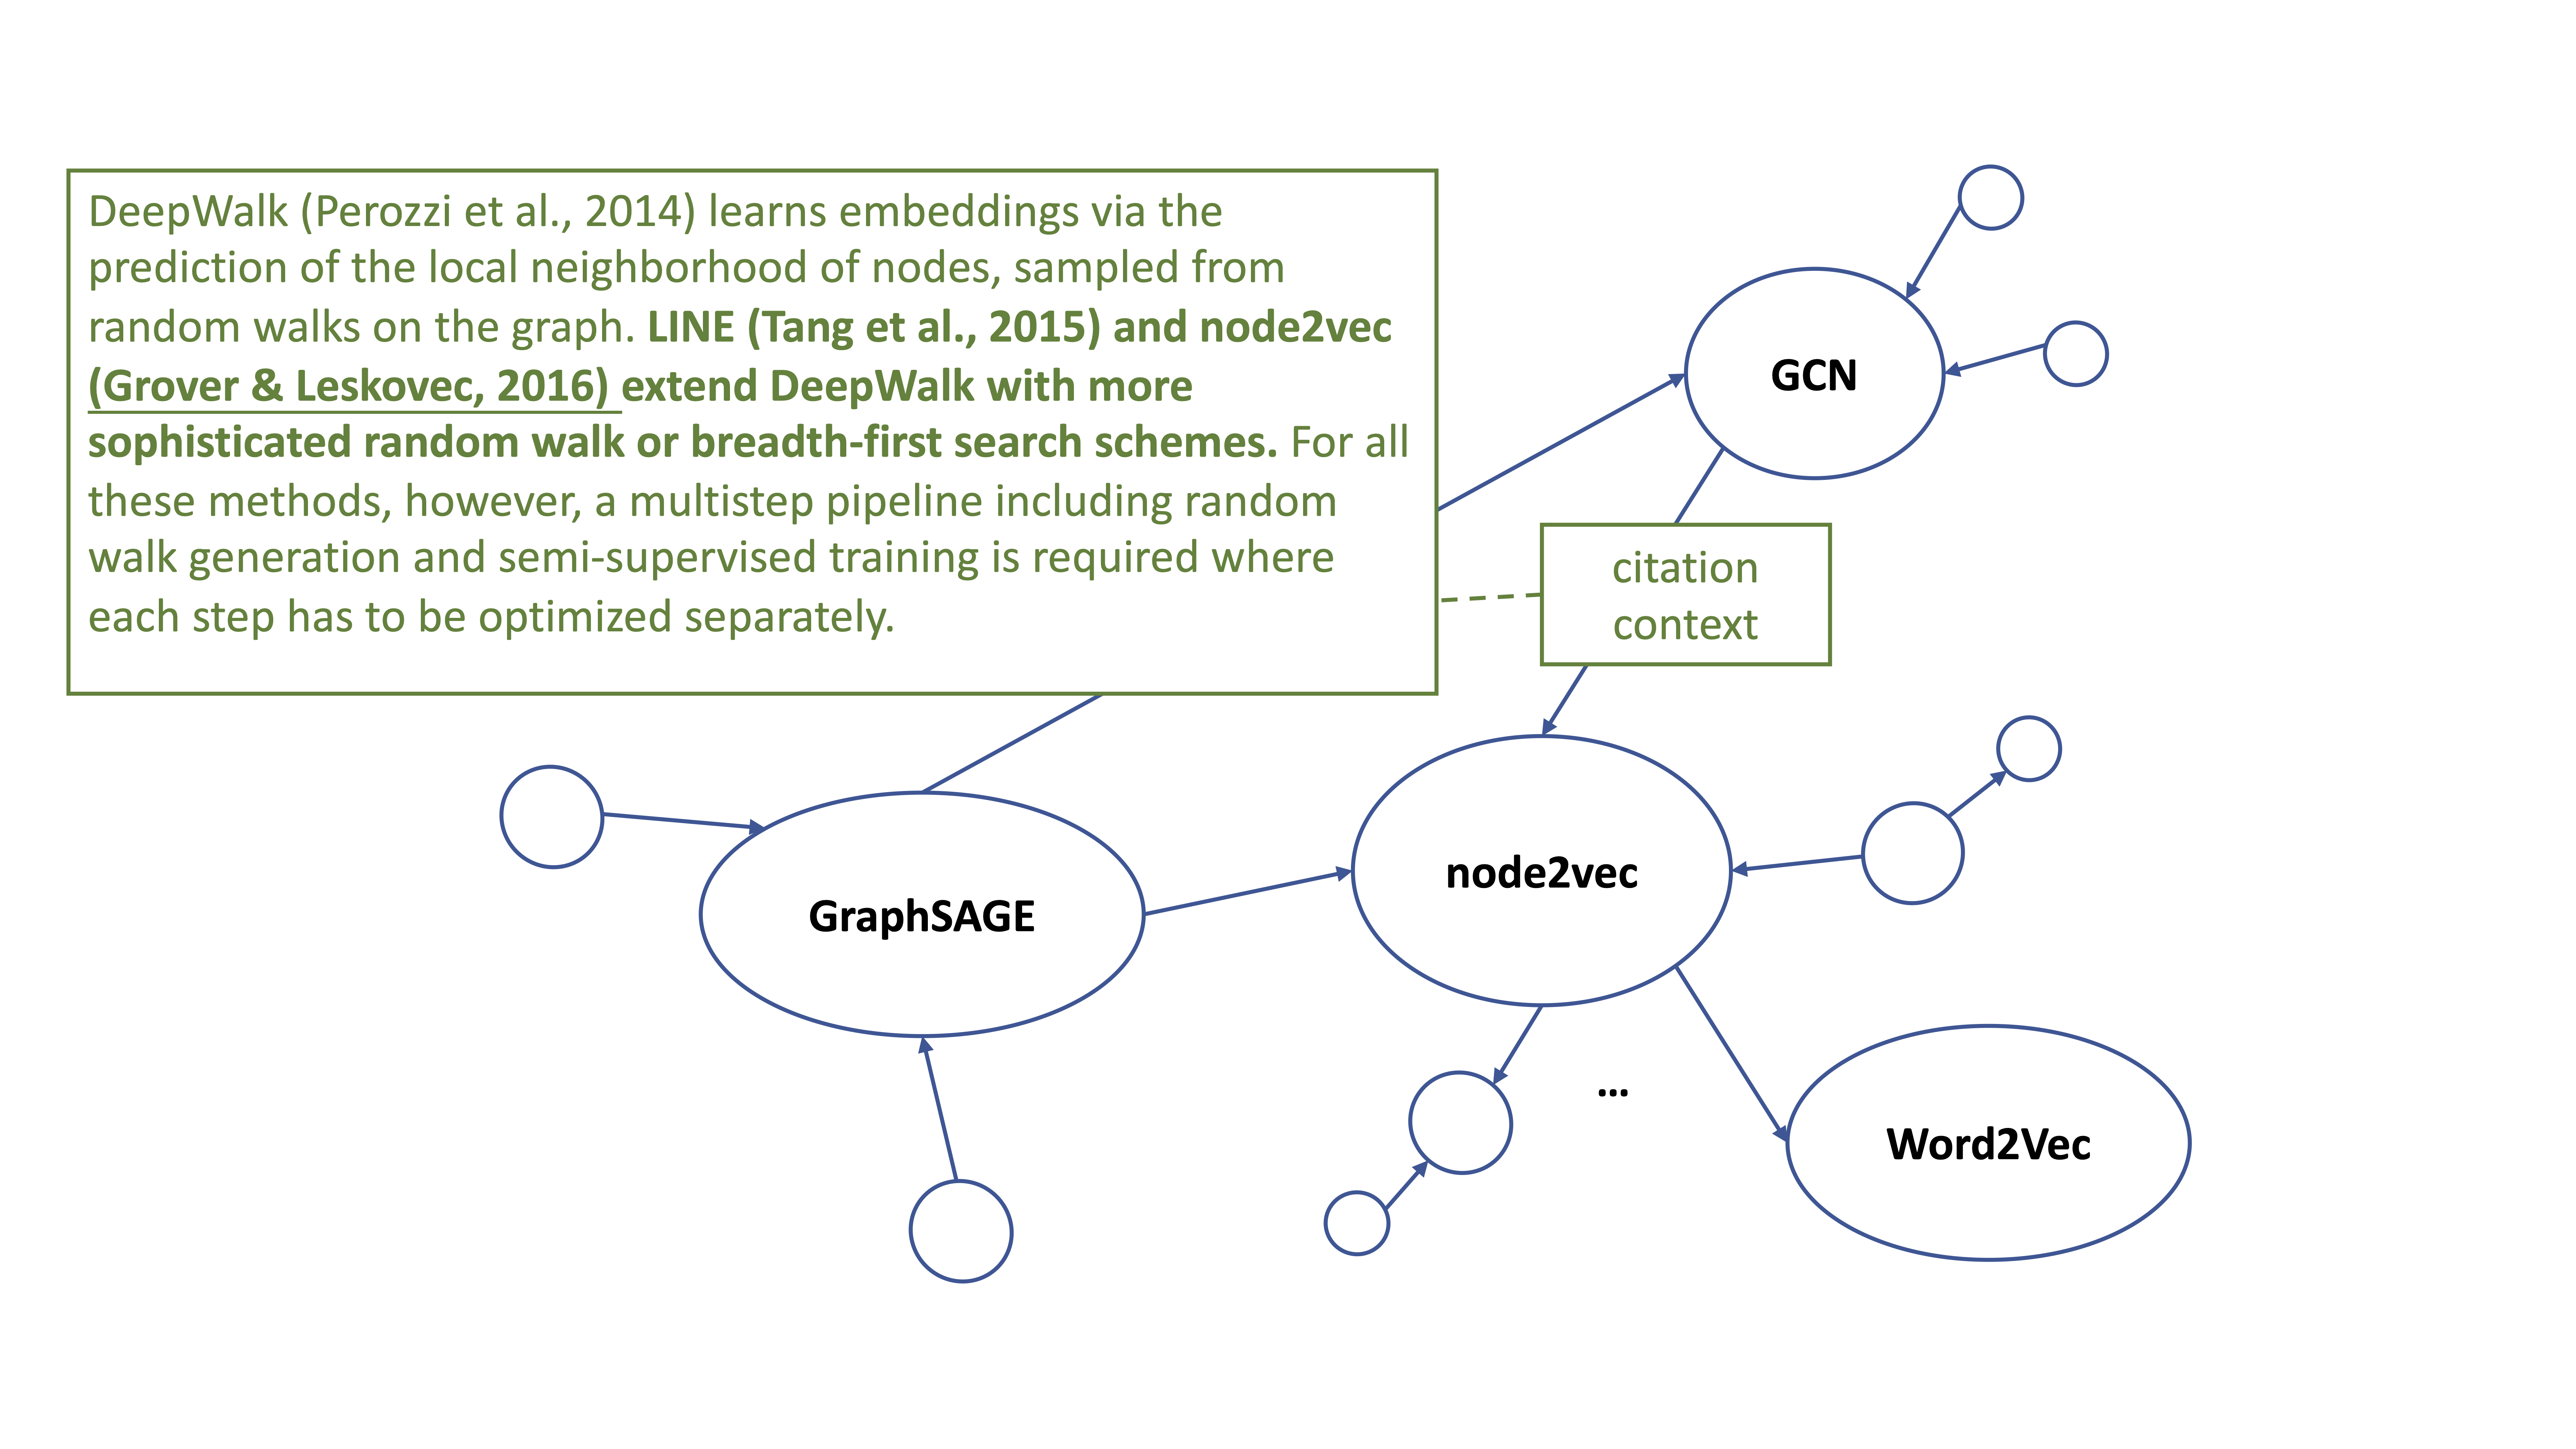 DeepWalk (Perozzi et al., 2014) learns embeddings via the
prediction of the local neighborhood of nodes, sampled from
random walks on the graph. LINE (Tang et al., 2015) and node2vec
(Grover & Leskovec, 2016) extend DeepWalk with more
sophisticated random walk or breadth-first search schemes. For all
these methods, however, a multistep pipeline including random
walk generation and semi-supervised training is required where
each step has to be optimized separately.
GCN
citation
context
node2vec
GraphSAGE
...
Word2Vec